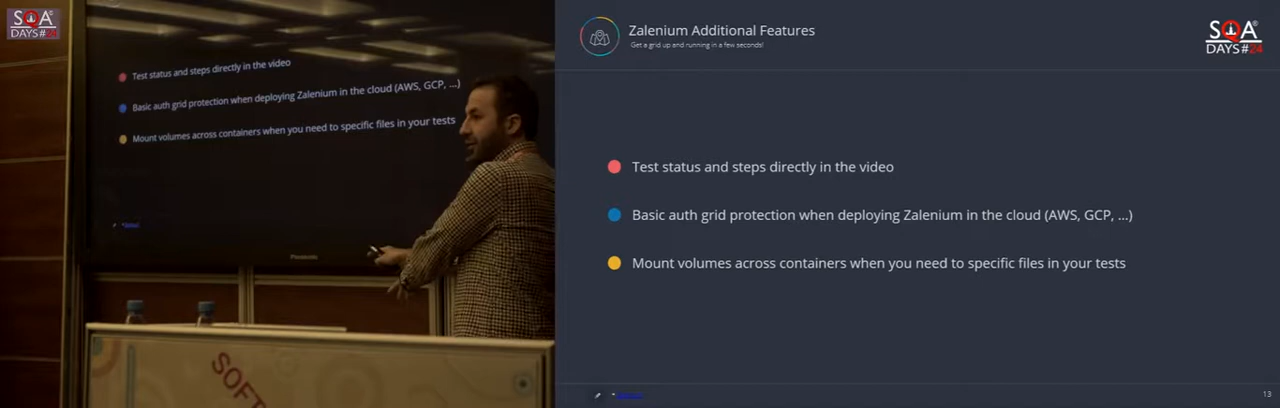 SQA
DAYS#24
Test status and steps directly in the video
Basic auth grid protection when deploying Zalenium in the cloud (AWS, GCP, ...)
Mount volumes across containers when you need to specific files in your tests
Panasonic
SOFT
Zalenium Additional Features
Get a grid up and running in a few seconds!
SQA
DAYS#24
Test status and steps directly in the video
Basic auth grid protection when deploying Zalenium in the cloud (AWS, GCP, ...)
Mount volumes across containers when you need to specific files in your tests
13